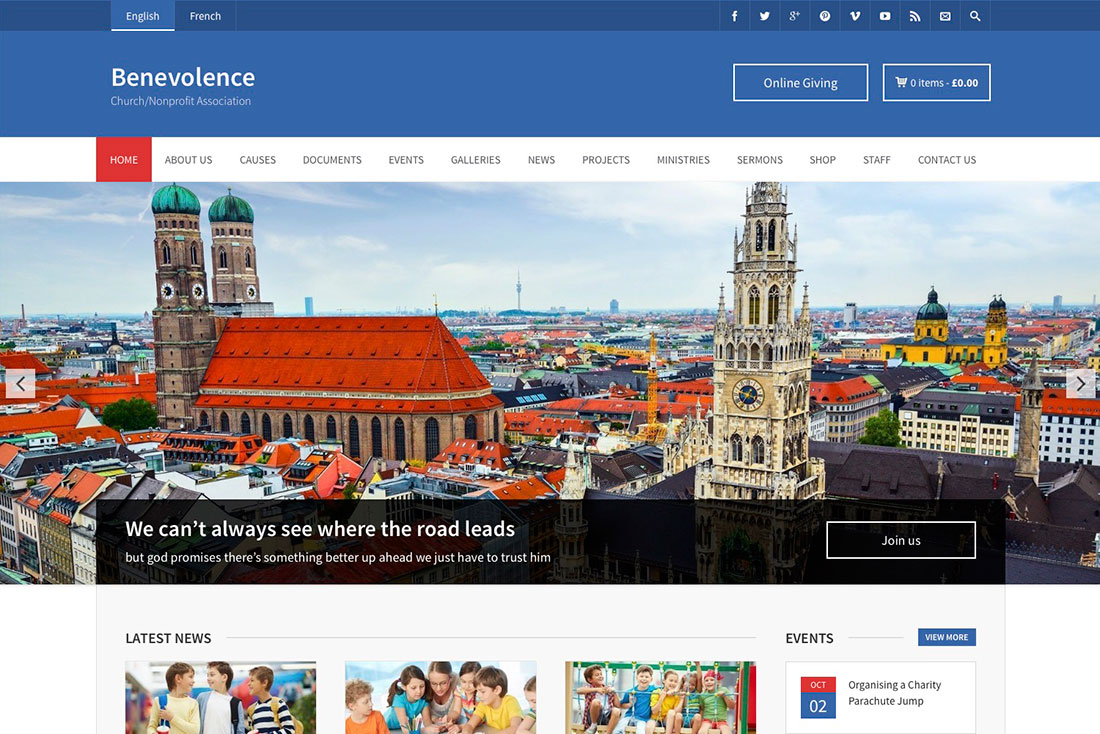 English French
Benevolence
Church/Nonprofit Association
Online Giving
0 items - £0.00
HOME ABOUT US CAUSES DOCUMENTS EVENTS GALLERIES NEWS PROJECTS MINISTRIES SERMONS SHOP STAFF CONTACT US
We can’t always see where the road leads
but god promises there’s something better up ahead we just have to trust him
Join us
LATEST NEWS
EVENTS
VIEW MORE
OCT
02
Organising a Charity
Parachute Jump